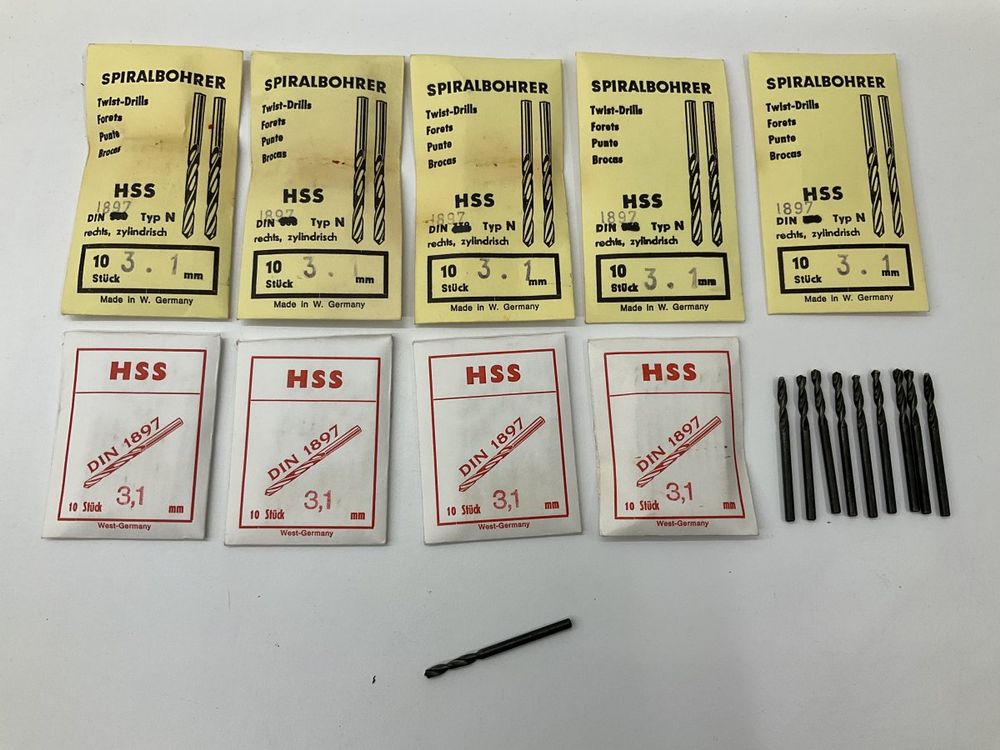 SPIRALBOHRER
Twist-Drills
Forets
Punte
Brocas
HSS
1897
DIN Typ N
rechts, zylindrisch
10 Stück 3.1 mm
Made in W. Germany
SPIRALBOHRER
Twist-Drills
Forets
Punte
Brocas
HSS
1897
DIN Typ N
rechts, zylindrisch
10 Stück 3.1 mm
Made in W. Germany
SPIRALBOHRER
Twist-Drills
Forets
Punte
Brocas
HSS
1897
DIN Typ N
rechts, zylindrisch
10 Stück 3.1 mm
Made in W. Germany
SPIRALBOHRER
Twist-Drills
Forets
Punte
Brocas
HSS
1897
DIN Typ N
rechts, zylindrisch
10 Stück 3.1 mm
Made in W. Germany
SPIRALBOHRER
Twist-Drills
Forets
Punte
Brocas
HSS
1897
DIN Typ N
rechts, zylindrisch
10 Stück 3.1 mm
Made in W. Germany
HSS
DIN 1897
10 Stück 3,1 mm
West-Germany
HSS
DIN 1897
10 Stück 3,1 mm
West-Germany
HSS
DIN 1897
10 Stück 3,1 mm
West-Germany
HSS
DIN 1897
10 Stück 3,1 mm
West-Germany